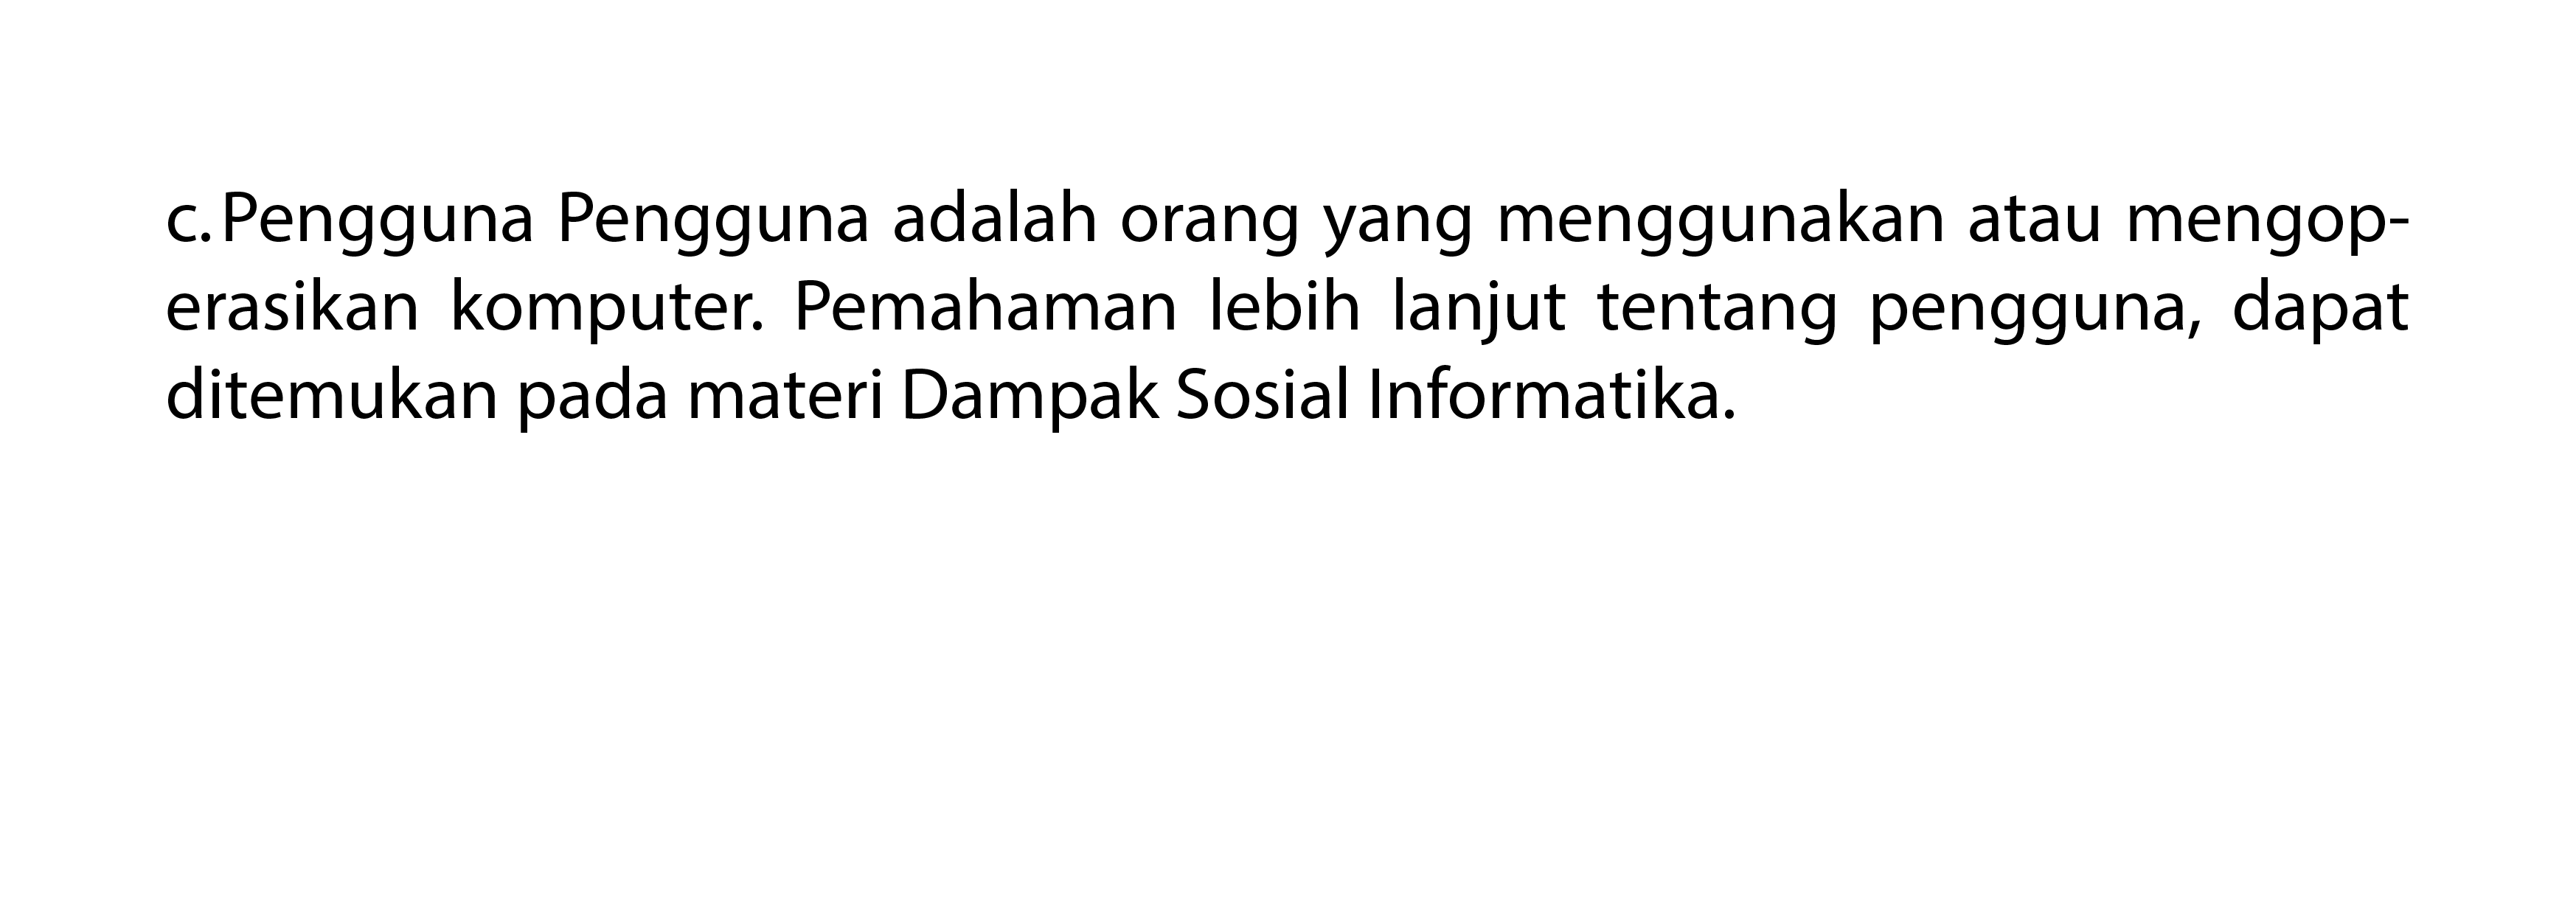 c. Pengguna Pengguna adalah orang yang menggunakan atau mengop-
erasikan komputer. Pemahaman lebih lanjut tentang pengguna, dapat
ditemukan pada materi Dampak Sosial Informatika.